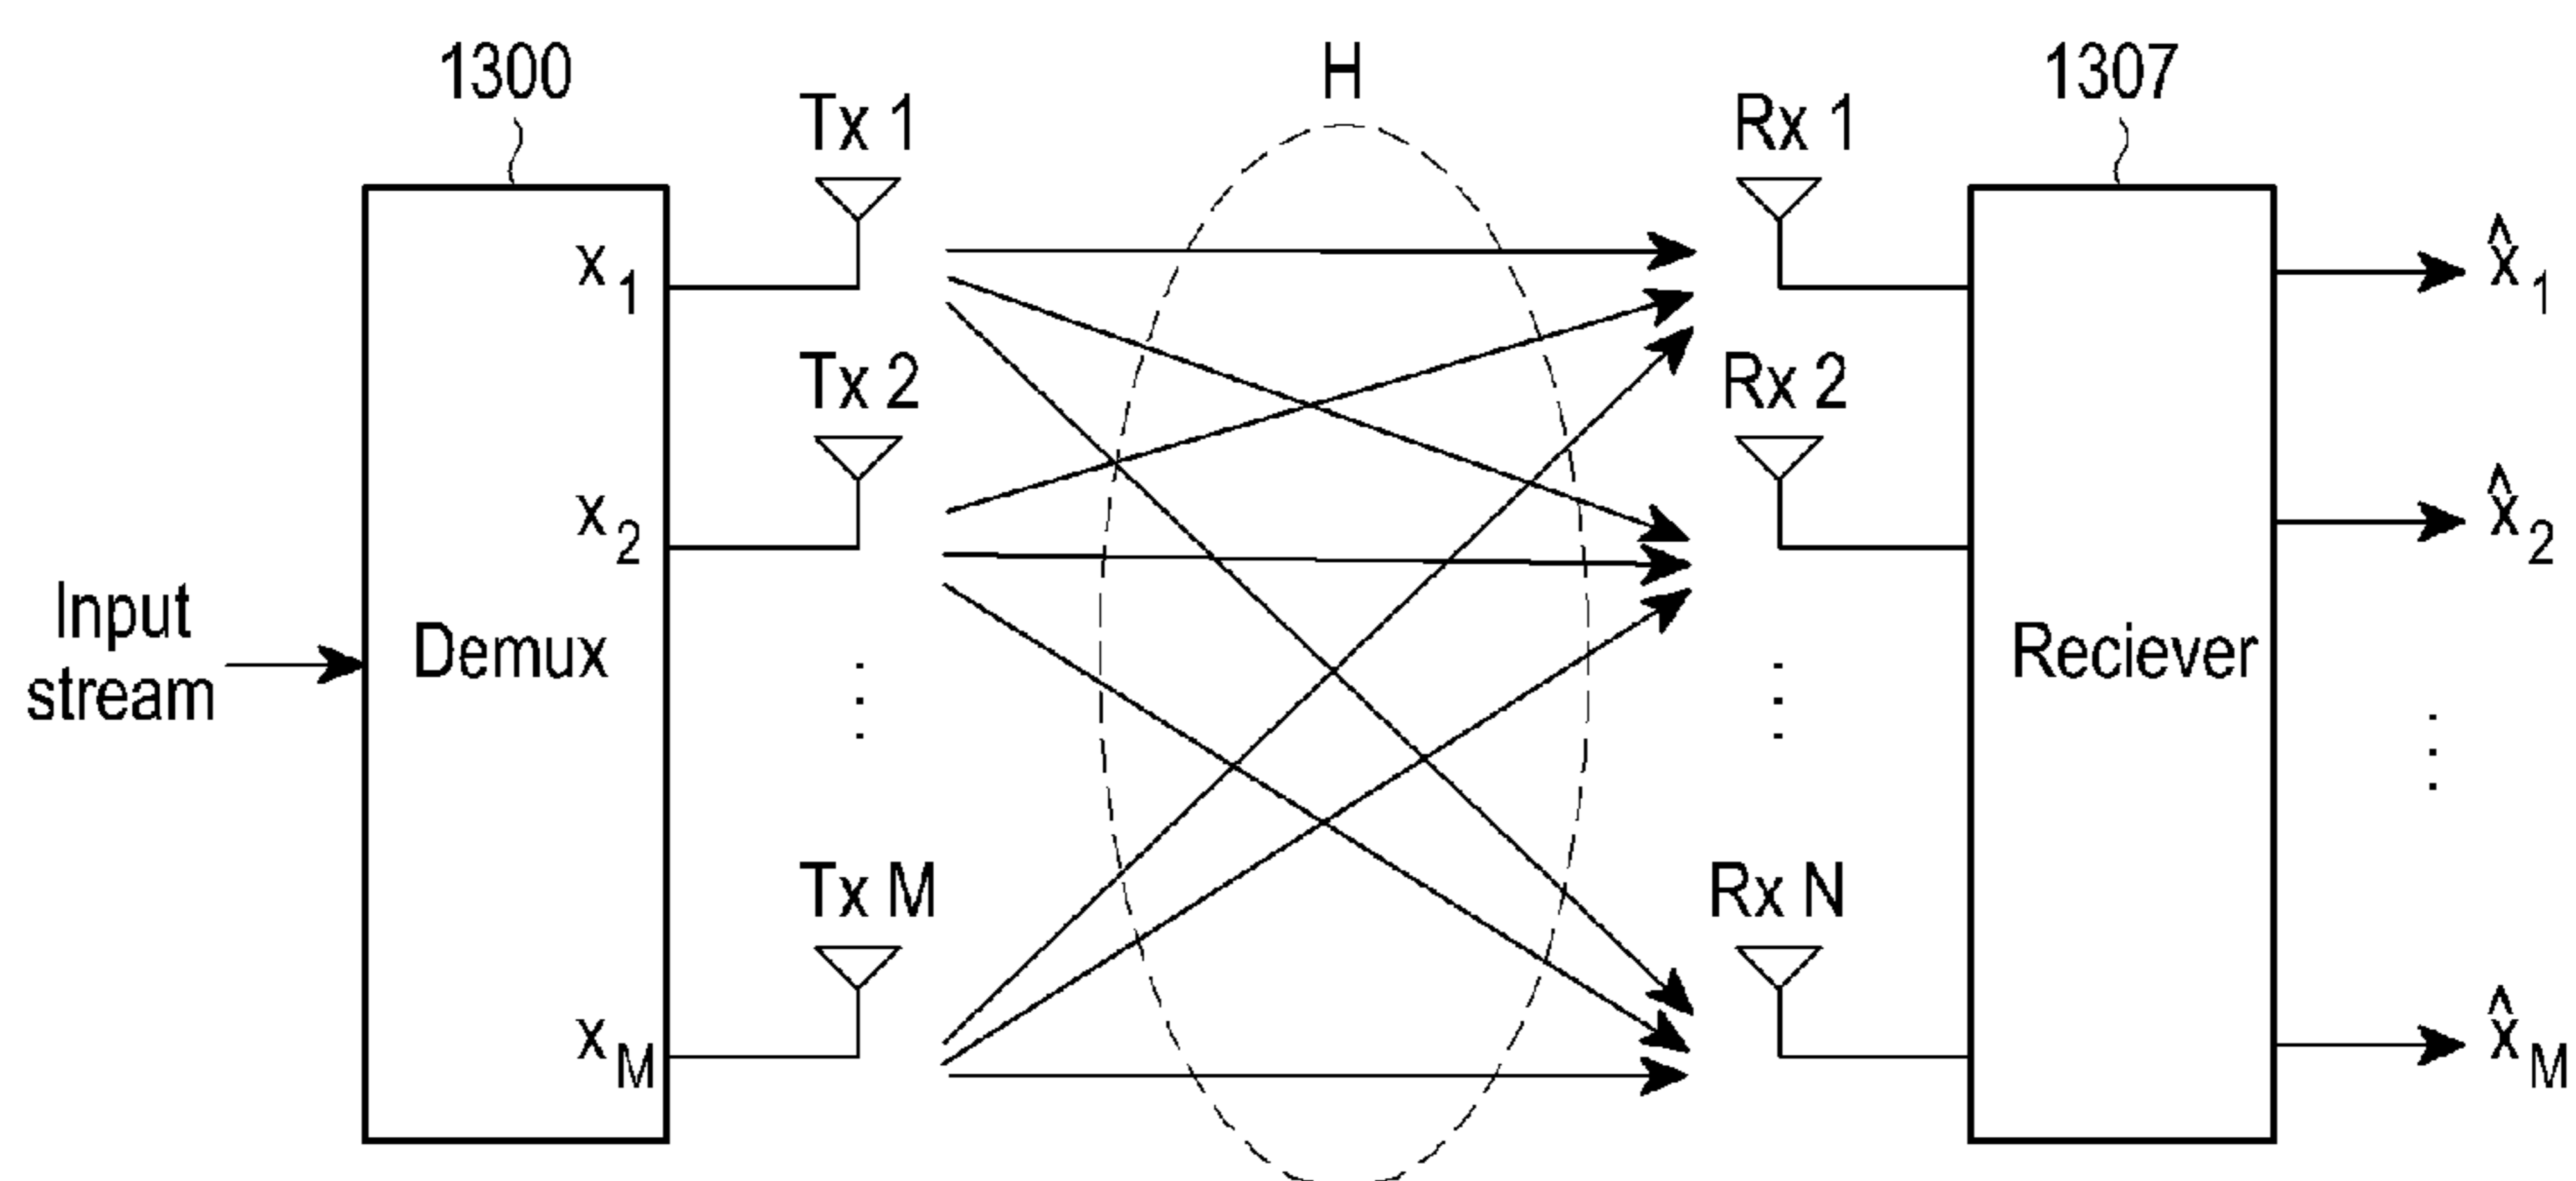 1300
H
1307
Tx 1
Rx 1
x1
x̂1
Tx 2
Rx 2
x2
x̂2
Input
stream
Demux
Reciever
Tx M
Rx N
xM
x̂M